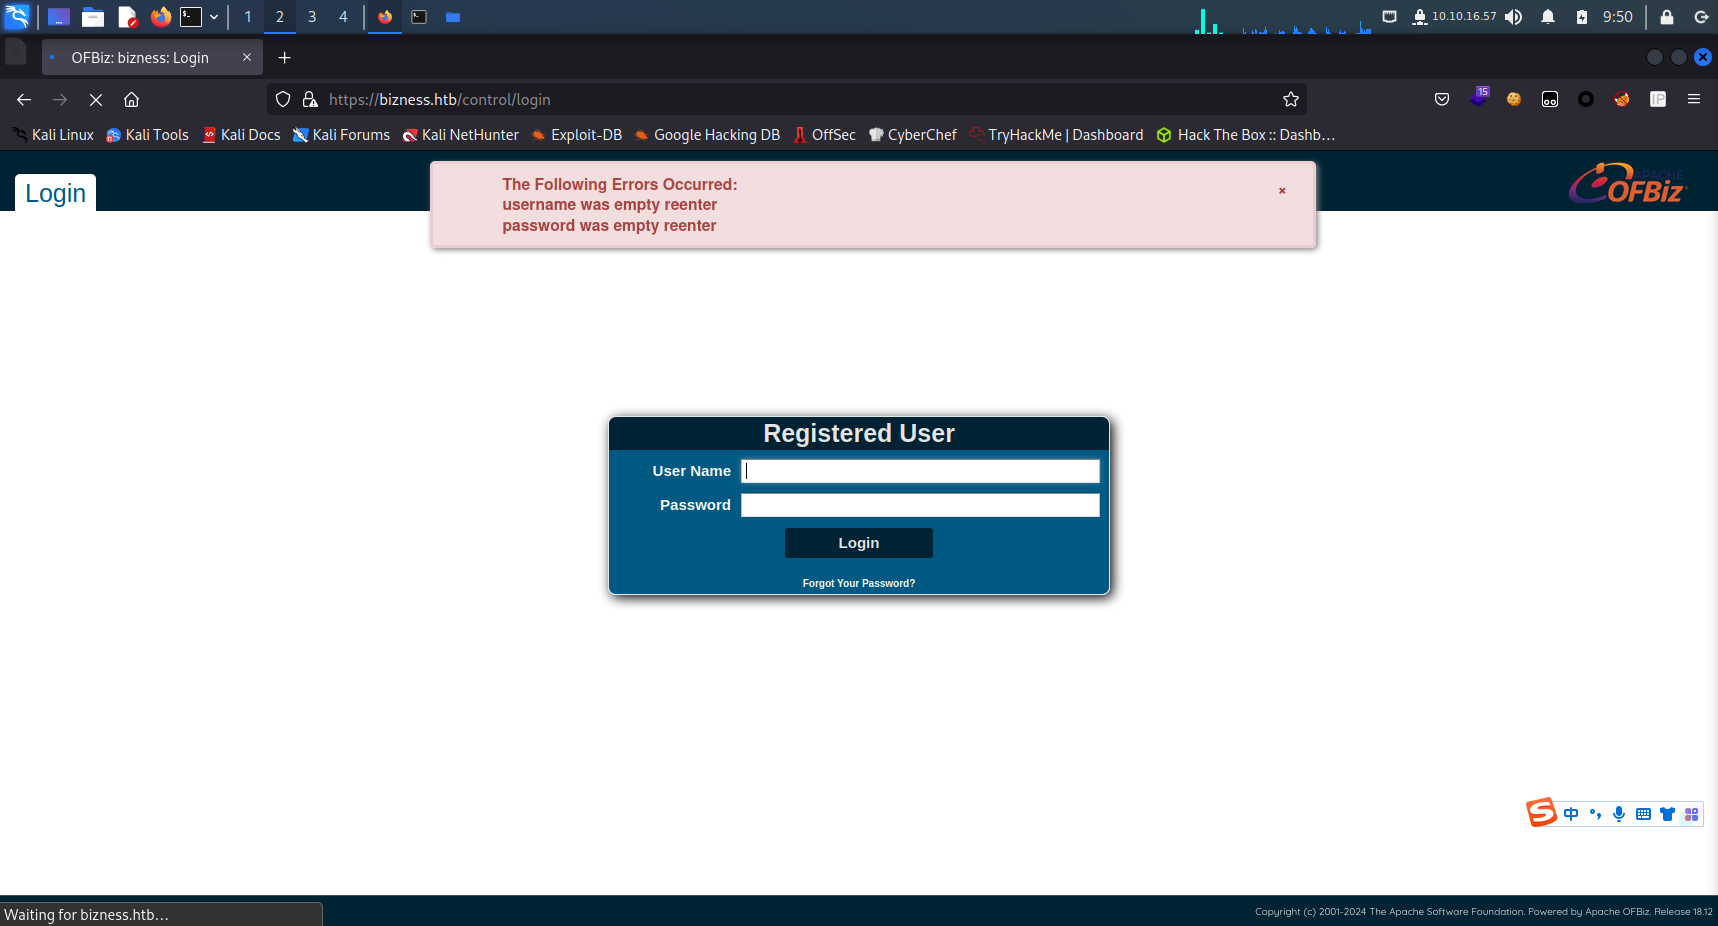 1 2 3 4 10.10.16.57 9:50
OFBiz: bizness: Login
https://bizness.htb/control/login 15 IP
Kali Linux Kali Tools Kali Docs Kali Forums Kali NetHunter Exploit-DB Google Hacking DB OffSec CyberChef TryHackMe | Dashboard Hack The Box :: Dashb…
Login
The Following Errors Occurred:
username was empty reenter
password was empty reenter
APACHE
OFBiz
Registered User
User Name
Password
Login
Forgot Your Password?
S 中
Waiting for bizness.htb…
Copyright (c) 2001-2024 The Apache Software Foundation. Powered by Apache OFBiz. Release 18.12